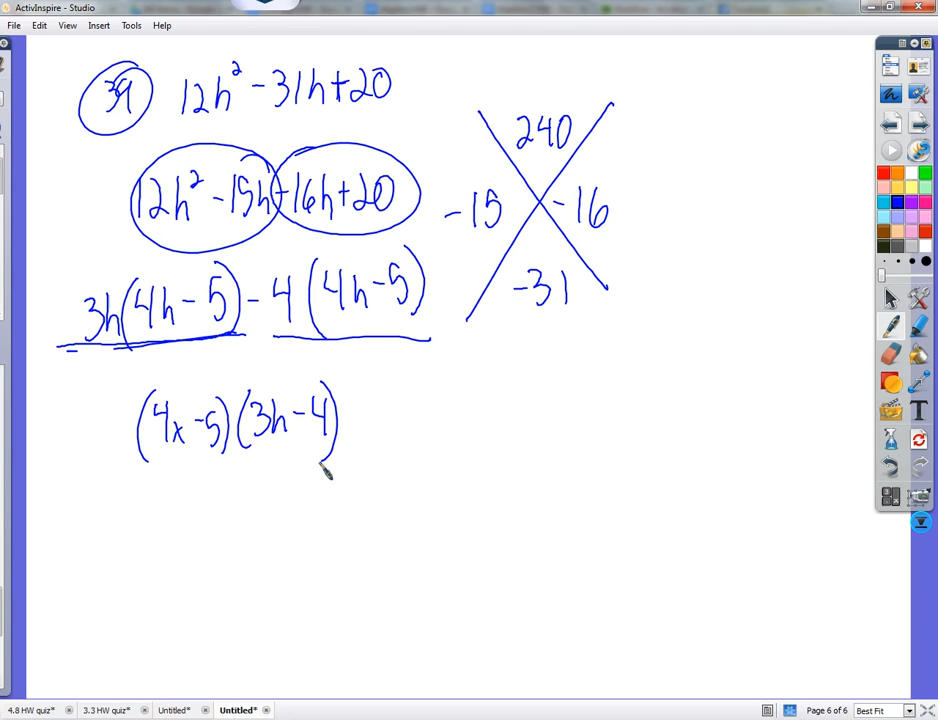 ActivInspire - Studio
File Edit View Insert Tools Help
39 12h² - 31h + 20
12h² - 15h - 16h + 20
3h(4h - 5) - 4(4h - 5)
(4x - 5)(3h - 4)
240
-15 -16
-31
4.8 HW quiz* 3.3 HW quiz* Untitled* Untitled*
Page 6 of 6 Best Fit